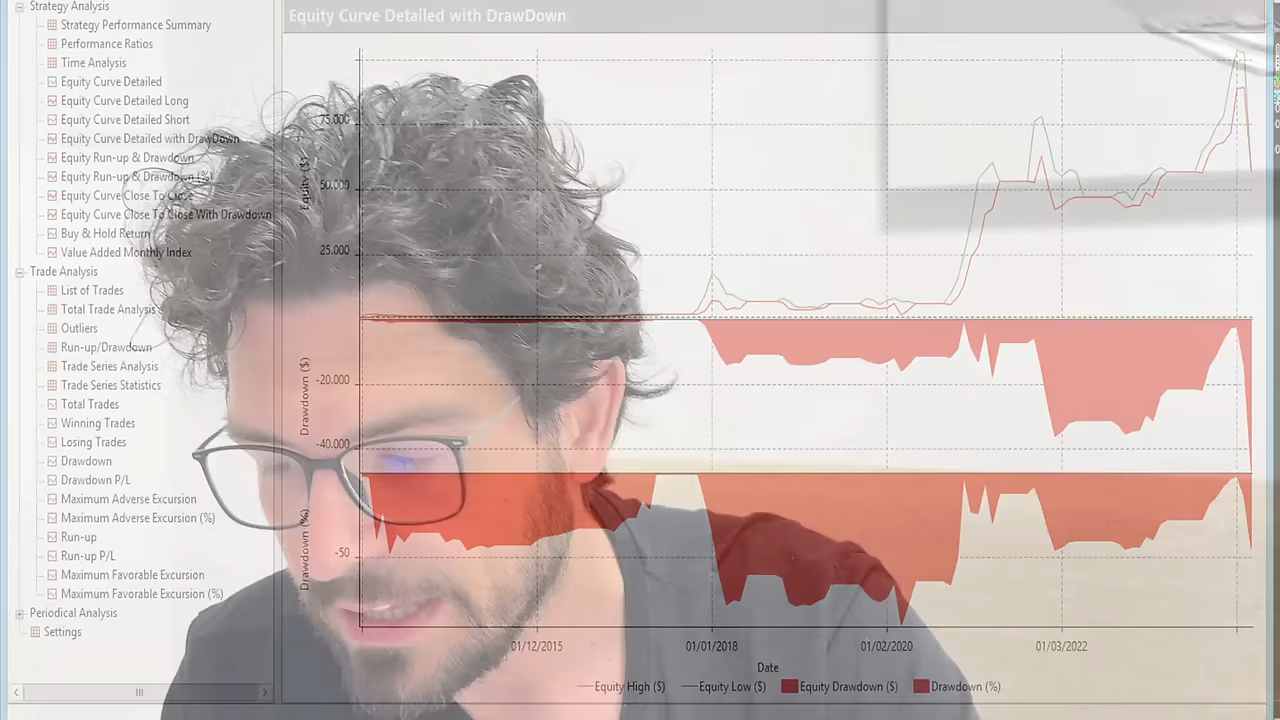 Strategy Analysis
Strategy Performance Summary
Performance Ratios
Time Analysis
Equity Curve Detailed
Equity Curve Detailed Long
Equity Curve Detailed Short
Equity Curve Detailed with DrawDown
Equity Run-up & Drawdown
Equity Run-up & Drawdown (%)
Equity Curve Close To Close
Equity Curve Close To Close With Drawdown
Buy & Hold Return
Value Added Monthly Index
Trade Analysis
List of Trades
Total Trade Analysis
Outliers
Run-up/Drawdown
Trade Series Analysis
Trade Series Statistics
Total Trades
Winning Trades
Losing Trades
Drawdown
Drawdown P/L
Maximum Adverse Excursion
Maximum Adverse Excursion (%)
Run-up
Run-up P/L
Maximum Favorable Excursion
Maximum Favorable Excursion (%)
Periodical Analysis
Settings
Equity Curve Detailed with DrawDown
Equity ($)
75.000
50.000
25.000
Drawdown ($)
-20.000
-40.000
Drawdown (%)
-50
01/12/2015
01/01/2018
01/02/2020
01/03/2022
Date
Equity High ($)
Equity Low ($)
Equity Drawdown ($)
Drawdown (%)